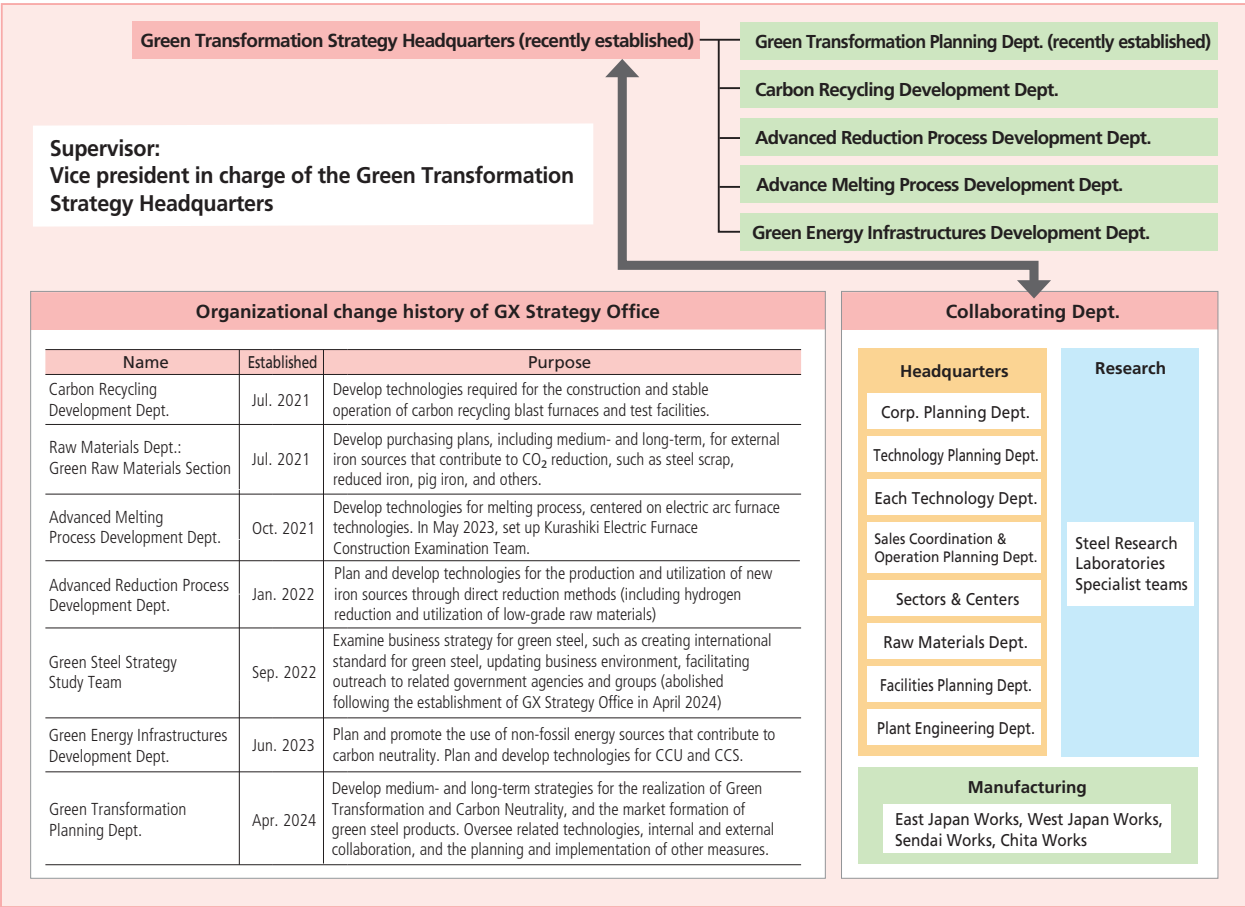 Green Transformation Strategy Headquarters (recently established)
Green Transformation Planning Dept. (recently established)
Carbon Recycling Development Dept.
Advanced Reduction Process Development Dept.
Advance Melting Process Development Dept.
Green Energy Infrastructures Development Dept.
Supervisor:
Vice president in charge of the Green Transformation
Strategy Headquarters
Organizational change history of GX Strategy Office
Name Established Purpose
Carbon Recycling
Development Dept.
Jul. 2021
Develop technologies required for the construction and stable
operation of carbon recycling blast furnaces and test facilities.
Raw Materials Dept.:
Green Raw Materials Section
Jul. 2021
Develop purchasing plans, including medium- and long-term, for external
iron sources that contribute to CO₂ reduction, such as steel scrap,
reduced iron, pig iron, and others.
Advanced Melting
Process Development Dept.
Oct. 2021
Develop technologies for melting process, centered on electric arc furnace
technologies. In May 2023, set up Kurashiki Electric Furnace
Construction Examination Team.
Advanced Reduction Process
Development Dept.
Jan. 2022
Plan and develop technologies for the production and utilization of new
iron sources through direct reduction methods (including hydrogen
reduction and utilization of low-grade raw materials)
Green Steel Strategy
Study Team
Sep. 2022
Examine business strategy for green steel, such as creating international
standard for green steel, updating business environment, facilitating
outreach to related government agencies and groups (abolished
following the establishment of GX Strategy Office in April 2024)
Green Energy Infrastructures
Development Dept.
Jun. 2023
Plan and promote the use of non-fossil energy sources that contribute to
carbon neutrality. Plan and develop technologies for CCU and CCS.
Green Transformation
Planning Dept.
Apr. 2024
Develop medium- and long-term strategies for the realization of Green
Transformation and Carbon Neutrality, and the market formation of
green steel products. Oversee related technologies, internal and external
collaboration, and the planning and implementation of other measures.
Collaborating Dept.
Headquarters
Corp. Planning Dept.
Technology Planning Dept.
Each Technology Dept.
Sales Coordination &
Operation Planning Dept.
Sectors & Centers
Raw Materials Dept.
Facilities Planning Dept.
Plant Engineering Dept.
Research
Steel Research
Laboratories
Specialist teams
Manufacturing
East Japan Works, West Japan Works,
Sendai Works, Chita Works